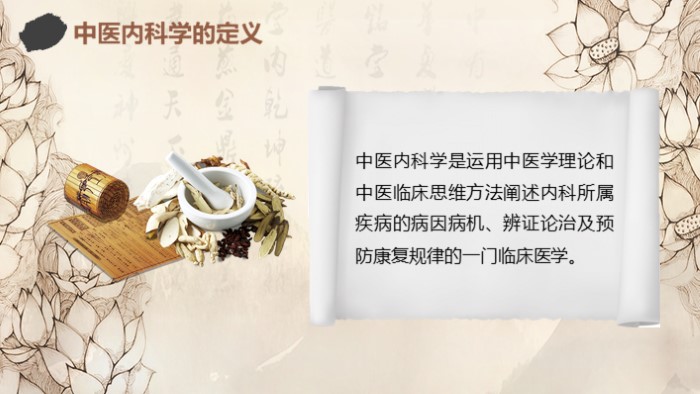 中医内科学的定义
中医内科学是运用中医学理论和
中医临床思维方法阐述内科所属
疾病的病因病机、辨证论治及预
防康复规律的一门临床医学。